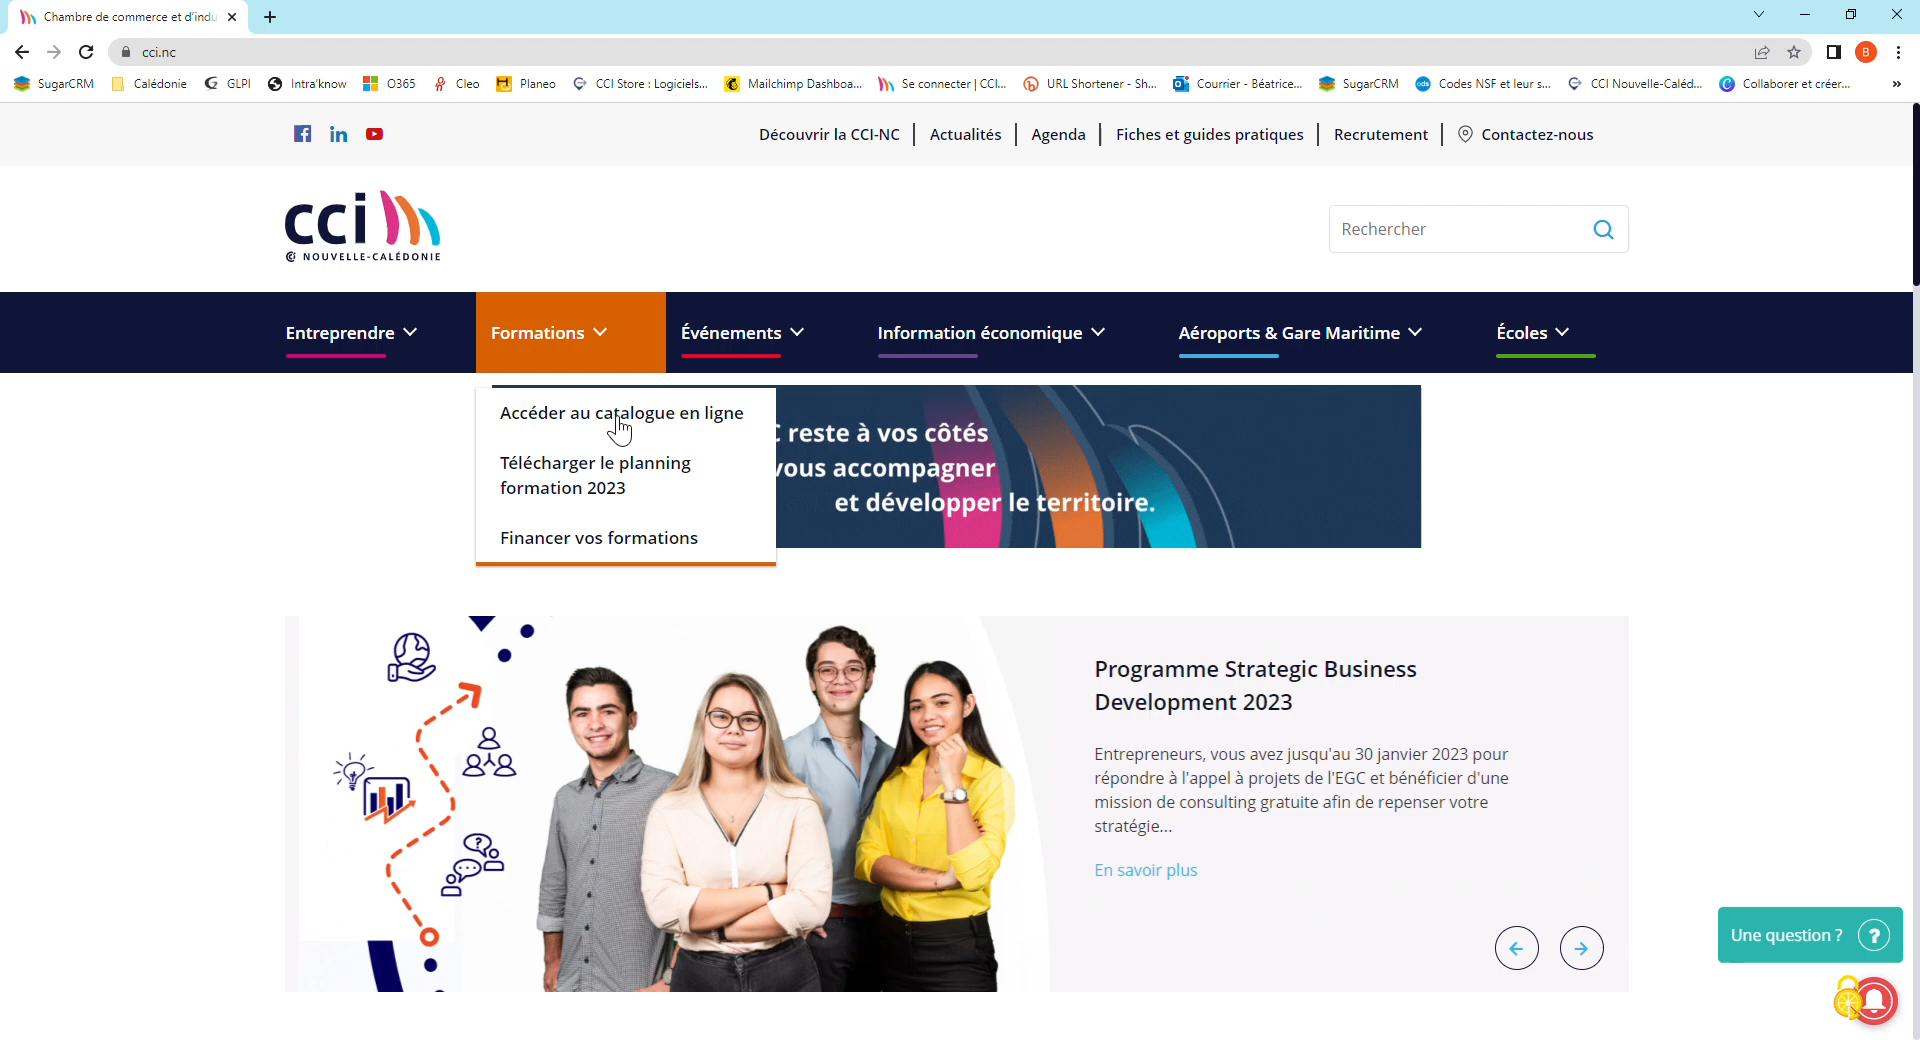 Chambre de commerce et d'indu
cci.nc
B
SugarCRM
Calédonie
GLPI
Intra'know
O365
Cleo
Planeo
CCI Store : Logiciels...
Mailchimp Dashboa...
Se connecter | CCI...
URL Shortener - Sh...
Courrier - Béatrice...
SugarCRM
Codes NSF et leur s...
CCI Nouvelle-Caléd...
Collaborer et créer...
»
Découvrir la CCI-NC
Actualités
Agenda
Fiches et guides pratiques
Recrutement
Contactez-nous
cci
NOUVELLE-CALÉDONIE
Rechercher
Entreprendre
Formations
Événements
Information économique
Aéroports & Gare Maritime
Écoles
Accéder au catalogue en ligne
Télécharger le planning
formation 2023
Financer vos formations
reste à vos côtés
vous accompagner
et développer le territoire.
Programme Strategic Business
Development 2023
Entrepreneurs, vous avez jusqu'au 30 janvier 2023 pour
répondre à l'appel à projets de l'EGC et bénéficier d'une
mission de consulting gratuite afin de repenser votre
stratégie...
En savoir plus
Une question ? ?